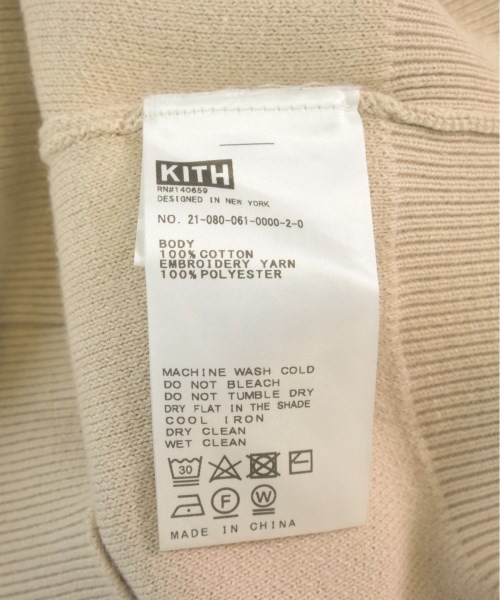 KITH
RN#140659
DESIGNED IN NEW YORK
NO. 21-080-061-0000-2-0
BODY
100%COTTON
EMBROIDERY YARN
100%POLYESTER
MACHINE WASH COLD
DO NOT BLEACH
DO NOT TUMBLE DRY
DRY FLAT IN THE SHADE
COOL IRON
DRY CLEAN
WET CLEAN
30
F W
MADE IN CHINA